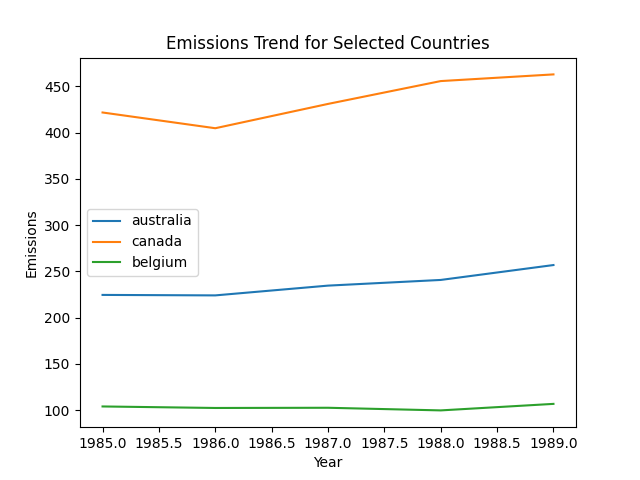 Emissions Trend for Selected Countries
450
400
350
300
250
200
150
100
Emissions
australia
canada
belgium
1985.0 1985.5 1986.0 1986.5 1987.0 1987.5 1988.0 1988.5 1989.0
Year